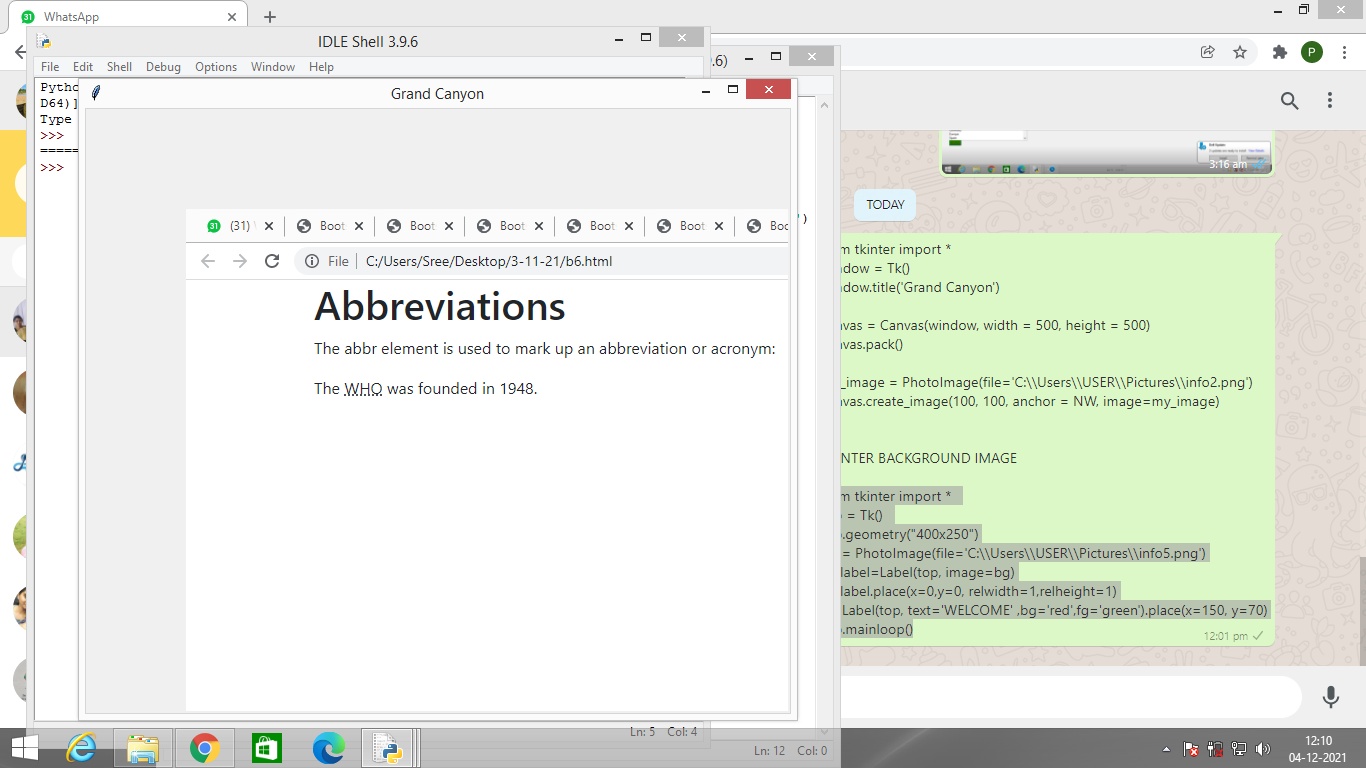 WhatsApp
IDLE Shell 3.9.6
File Edit Shell Debug Options Window Help
.6)
P
Pytho
D64)]
Type
>>>
=====
>>>
Grand Canyon
(31)
Boot
Boot
Boot
Boot
Boot
Boo
File
C:/Users/Sree/Desktop/3-11-21/b6.html
Abbreviations
The abbr element is used to mark up an abbreviation or acronym:
The WHO was founded in 1948.
")
3:16 am
TODAY
m tkinter import *
ndow = Tk()
ndow.title('Grand Canyon')
nvas = Canvas(window, width = 500, height = 500)
nvas.pack()
_image = PhotoImage(file='C:\\Users\\USER\\Pictures\\info2.png')
nvas.create_image(100, 100, anchor = NW, image=my_image)
NTER BACKGROUND IMAGE
m tkinter import *
= Tk()
.geometry("400x250")
= PhotoImage(file='C:\\Users\\USER\\Pictures\\info5.png')
label=Label(top, image=bg)
label.place(x=0,y=0, relwidth=1,relheight=1)
Label(top, text='WELCOME' ,bg='red',fg='green').place(x=150, y=70)
.mainloop()
12:01 pm
Ln: 5 Col: 4
Ln: 12 Col: 0
12:10
04-12-2021